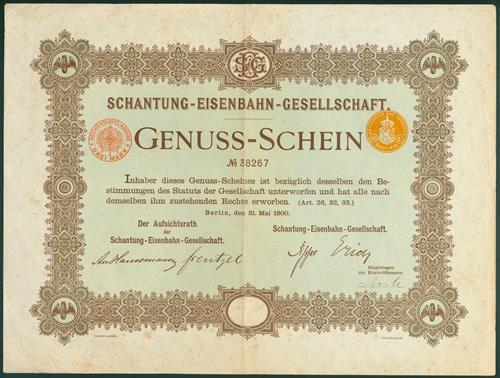 SCHANTUNG-EISENBAHN-GESELLSCHAFT.
GENUSS-SCHEIN
DREI MARK
№ 38267
Inhaber dieses Genuss-Scheines ist bezüglich desselben den Be-
stimmungen des Statuts der Gesellschaft unterworfen und hat alle nach
demselben ihm zustehenden Rechte erworben. (Art. 26, 32, 35.)
Berlin, den 31. Mai 1900.
Der Aufsichtsrath
der
Schantung-Eisenbahn-Gesellschaft.
Schantung-Eisenbahn-Gesellschaft.
Eingetragen
der Kontrollbeamte: